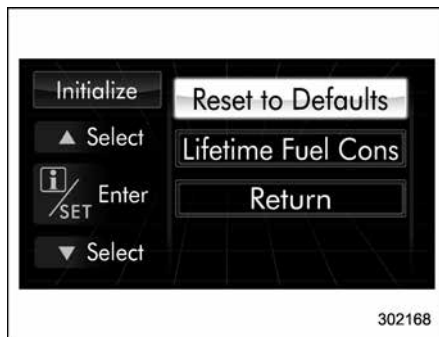 Initialize
▲ Select
i/SET Enter
▼ Select
Reset to Defaults
Lifetime Fuel Cons
Return
302168